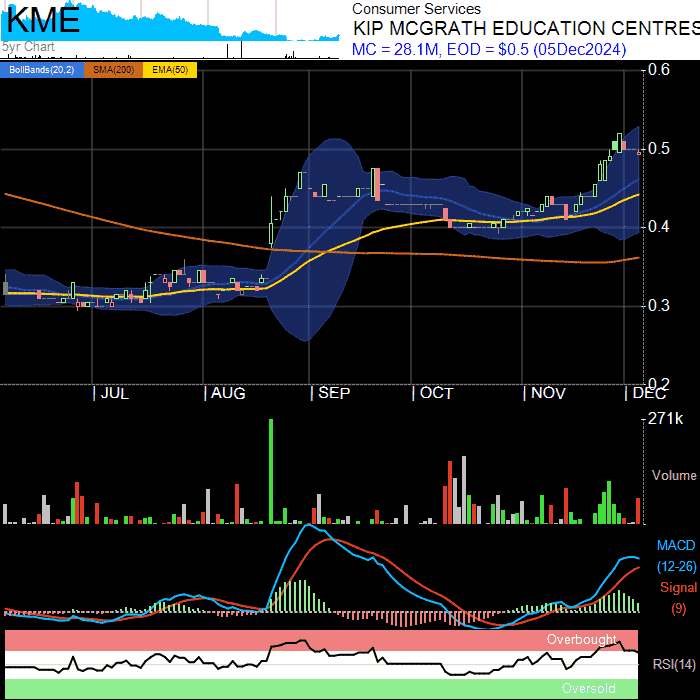 KME
5yr Chart
Consumer Services
KIP MCGRATH EDUCATION CENTRES
MC = 28.1M, EOD = $0.5 (05Dec2024)
BollBands(20,2) SMA(200) EMA(50)
0.6
0.5
0.4
0.3
0.2
| JUL | AUG | SEP | OCT | NOV | DEC
271k
Volume
MACD
(12-26)
Signal
(9)
Overbought
RSI(14)
Oversold